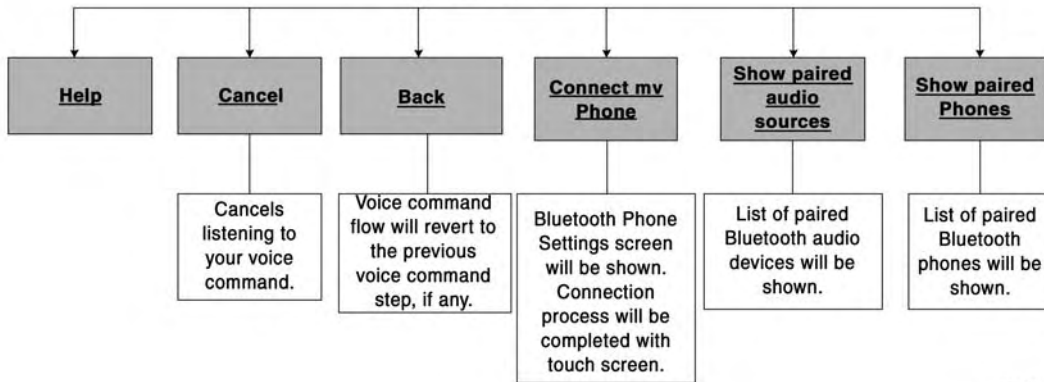 Help
Cancel
Back
Connect mv
Phone
Show paired
audio
sources
Show paired
Phones
Cancels
listening to
your voice
command.
Voice command
flow will revert to
the previous
voice command
step, if any.
Bluetooth Phone
Settings screen
will be shown.
Connection
process will be
completed with
touch screen.
List of paired
Bluetooth audio
devices will be
shown.
List of paired
Bluetooth
phones will be
shown.